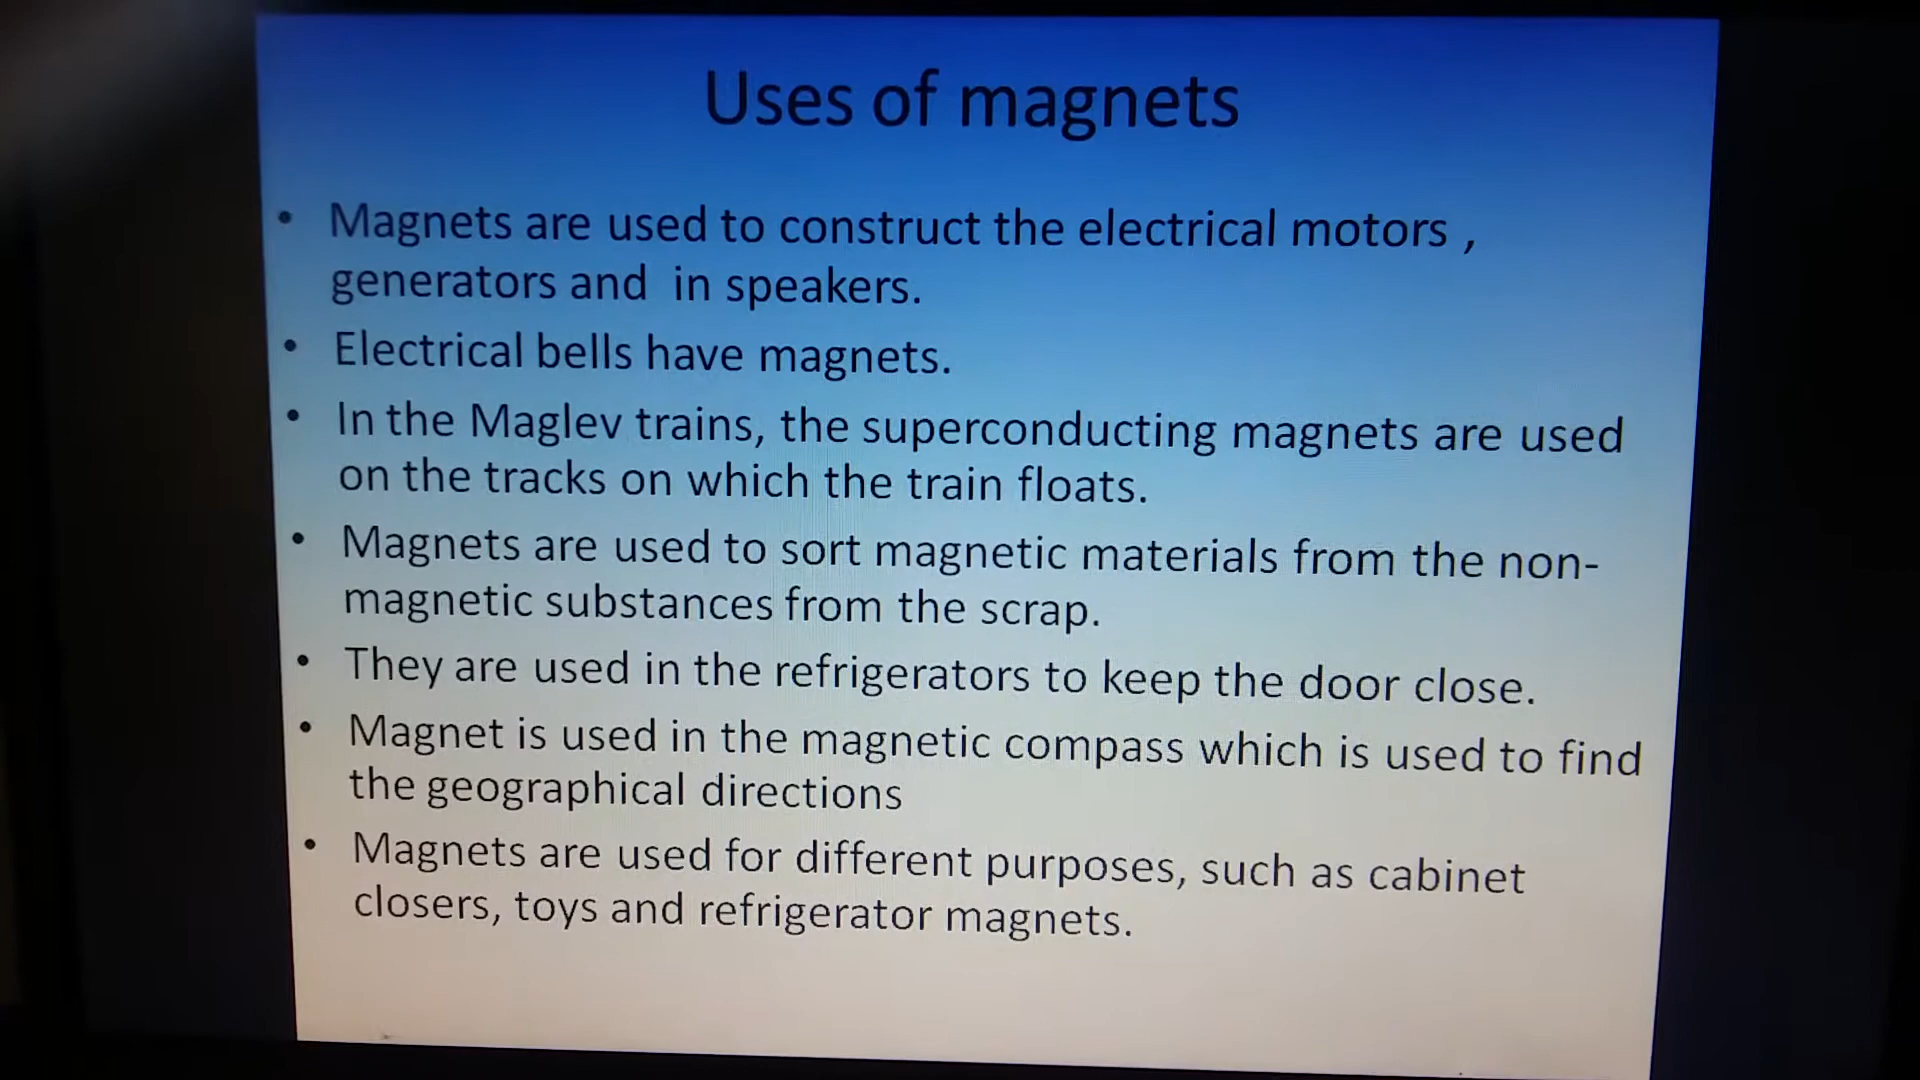 Uses of magnets
• Magnets are used to construct the electrical motors ,
generators and  in speakers.
• Electrical bells have magnets.
• In the Maglev trains, the superconducting magnets are used
on the tracks on which the train floats.
• Magnets are used to sort magnetic materials from the non-
magnetic substances from the scrap.
• They are used in the refrigerators to keep the door close.
• Magnet is used in the magnetic compass which is used to find
the geographical directions
• Magnets are used for different purposes, such as cabinet
closers, toys and refrigerator magnets.